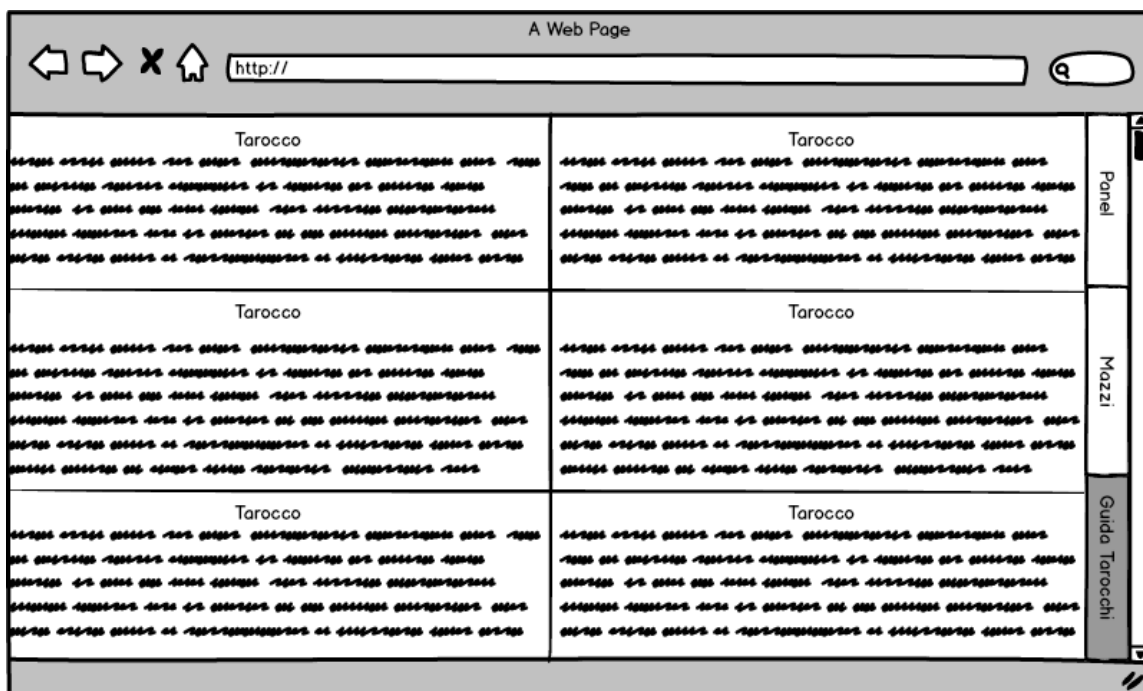 A Web Page
http://
Tarocco
Tarocco
Tarocco
Tarocco
Tarocco
Tarocco
Panel
Mazzi
Guida Tarocchi